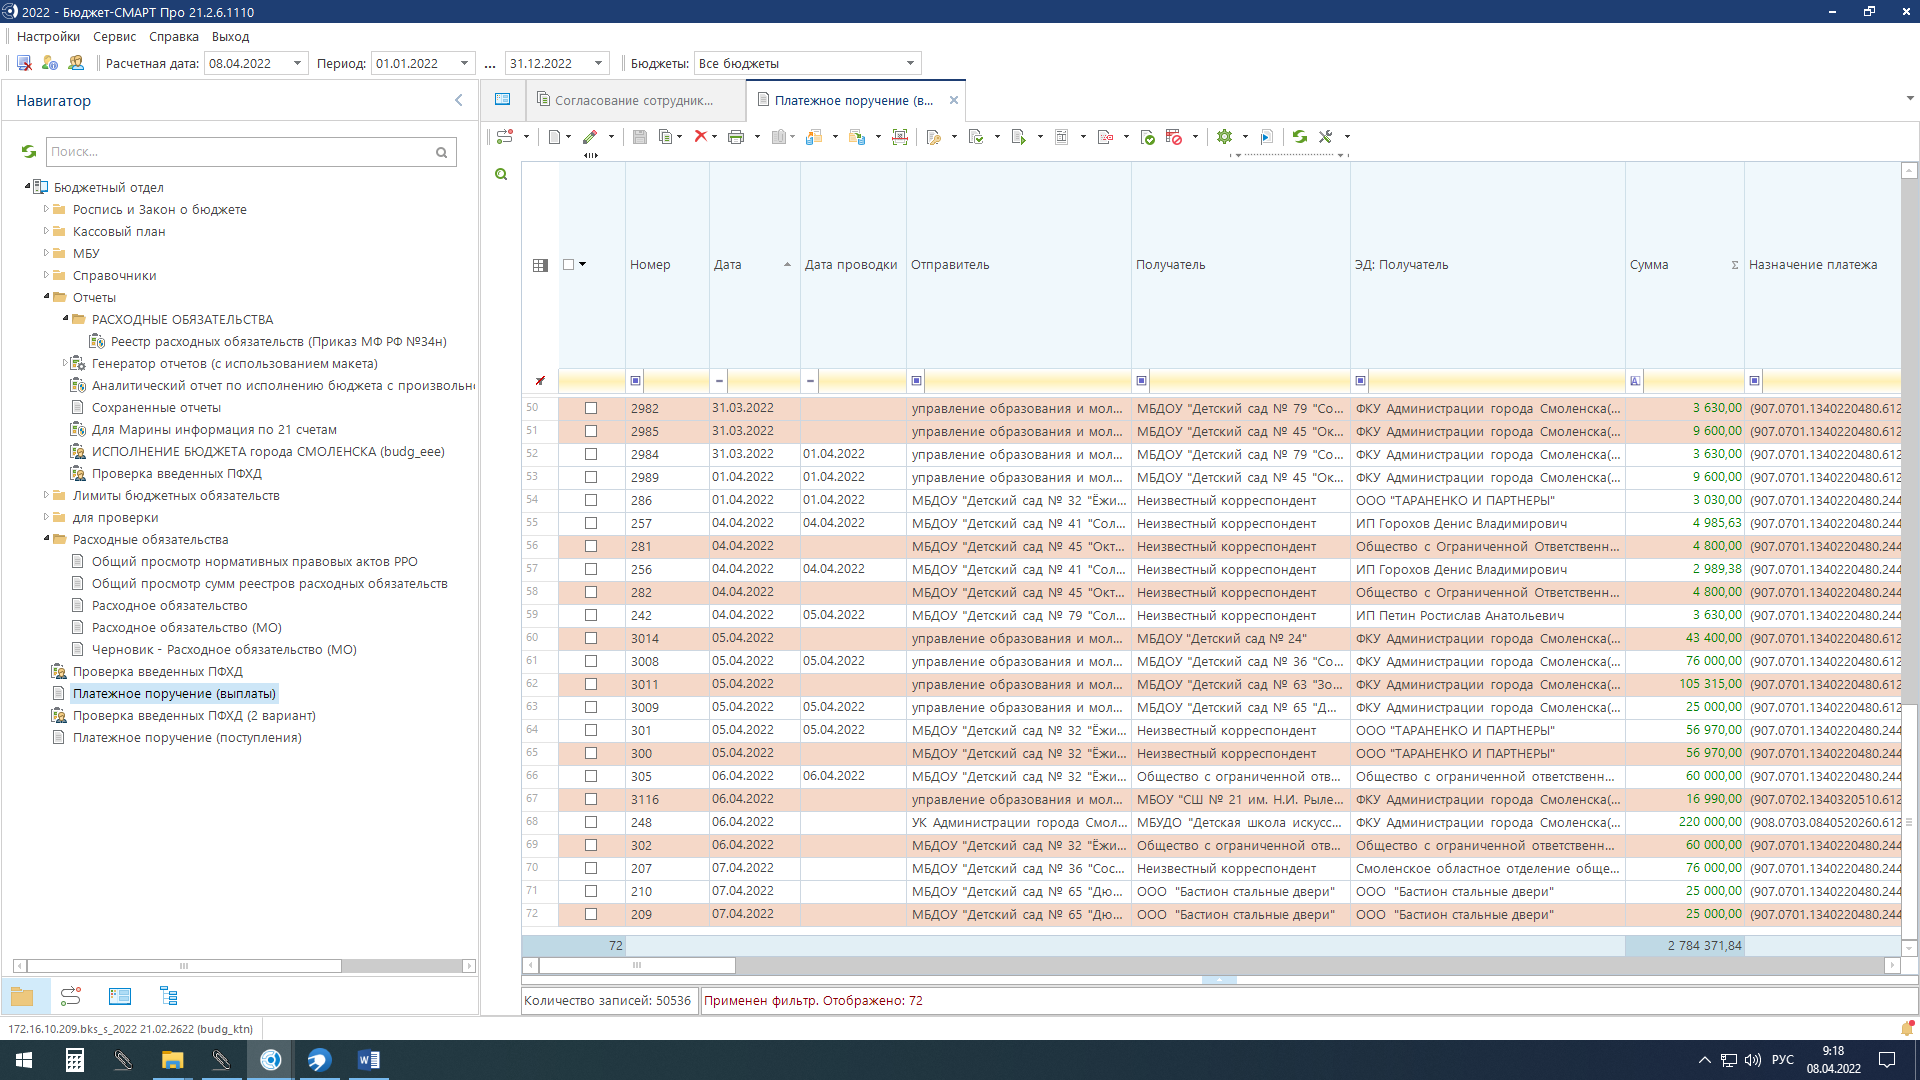 2022 - Бюджет-СМАРТ Про 21.2.6.1110
Настройки Сервис Справка Выход
Расчетная дата: 08.04.2022 Период: 01.01.2022 ... 31.12.2022 Бюджеты: Все бюджеты
Навигатор
Согласование сотрудник...
Платежное поручение (в...
Поиск...
Бюджетный отдел
Роспись и Закон о бюджете
Кассовый план
МБУ
Справочники
Отчеты
РАСХОДНЫЕ ОБЯЗАТЕЛЬСТВА
Реестр расходных обязательств (Приказ МФ РФ №34н)
Генератор отчетов (с использованием макета)
Аналитический отчет по исполнению бюджета с произвольн
Сохраненные отчеты
Для Марины информация по 21 счетам
ИСПОЛНЕНИЕ БЮДЖЕТА города СМОЛЕНСКА (budg_eee)
Проверка введенных ПФХД
Лимиты бюджетных обязательств
для проверки
Расходные обязательства
Общий просмотр нормативных правовых актов РРО
Общий просмотр сумм реестров расходных обязательств
Расходное обязательство
Расходное обязательство (МО)
Черновик - Расходное обязательство (МО)
Проверка введенных ПФХД
Платежное поручение (выплаты)
Проверка введенных ПФХД (2 вариант)
Платежное поручение (поступления)
Номер Дата Дата проводки Отправитель Получатель ЭД: Получатель Сумма Σ Назначение платежа
50 2982 31.03.2022 управление образования и мол... МБДОУ "Детский сад № 79 "Со... ФКУ Администрации города Смоленска(... 3 630,00 (907.0701.1340220480.612
51 2985 31.03.2022 управление образования и мол... МБДОУ "Детский сад № 45 "Ок... ФКУ Администрации города Смоленска(... 9 600,00 (907.0701.1340220480.612
52 2984 31.03.2022 01.04.2022 управление образования и мол... МБДОУ "Детский сад № 79 "Со... ФКУ Администрации города Смоленска(... 3 630,00 (907.0701.1340220480.612
53 2989 01.04.2022 01.04.2022 управление образования и мол... МБДОУ "Детский сад № 45 "Ок... ФКУ Администрации города Смоленска(... 9 600,00 (907.0701.1340220480.612
54 286 01.04.2022 01.04.2022 МБДОУ "Детский сад № 32 "Ёжи... Неизвестный корреспондент ООО "ТАРАНЕНКО И ПАРТНЕРЫ" 3 030,00 (907.0701.1340220480.244
55 257 04.04.2022 04.04.2022 МБДОУ "Детский сад № 41 "Сол... Неизвестный корреспондент ИП Горохов Денис Владимирович 4 985,63 (907.0701.1340220480.244
56 281 04.04.2022 МБДОУ "Детский сад № 45 "Окт... Неизвестный корреспондент Общество с Ограниченной Ответственн... 4 800,00 (907.0701.1340220480.244
57 256 04.04.2022 04.04.2022 МБДОУ "Детский сад № 41 "Сол... Неизвестный корреспондент ИП Горохов Денис Владимирович 2 989,38 (907.0701.1340220480.244
58 282 04.04.2022 МБДОУ "Детский сад № 45 "Окт... Неизвестный корреспондент Общество с Ограниченной Ответственн... 4 800,00 (907.0701.1340220480.244
59 242 04.04.2022 05.04.2022 МБДОУ "Детский сад № 79 "Сол... Неизвестный корреспондент ИП Петин Ростислав Анатольевич 3 630,00 (907.0701.1340220480.244
60 3014 05.04.2022 управление образования и мол... МБДОУ "Детский сад № 24" ФКУ Администрации города Смоленска(... 43 400,00 (907.0701.1340220480.612
61 3008 05.04.2022 05.04.2022 управление образования и мол... МБДОУ "Детский сад № 36 "Со... ФКУ Администрации города Смоленска(... 76 000,00 (907.0701.1340220480.612
62 3011 05.04.2022 управление образования и мол... МБДОУ "Детский сад № 63 "Зо... ФКУ Администрации города Смоленска(... 105 315,00 (907.0701.1340220480.612
63 3009 05.04.2022 05.04.2022 управление образования и мол... МБДОУ "Детский сад № 65 "Д... ФКУ Администрации города Смоленска(... 25 000,00 (907.0701.1340220480.612
64 301 05.04.2022 05.04.2022 МБДОУ "Детский сад № 32 "Ёжи... Неизвестный корреспондент ООО "ТАРАНЕНКО И ПАРТНЕРЫ" 56 970,00 (907.0701.1340220480.244
65 300 05.04.2022 МБДОУ "Детский сад № 32 "Ёжи... Неизвестный корреспондент ООО "ТАРАНЕНКО И ПАРТНЕРЫ" 56 970,00 (907.0701.1340220480.244
66 305 06.04.2022 06.04.2022 МБДОУ "Детский сад № 32 "Ёжи... Общество с ограниченной отв... Общество с ограниченной ответственн... 60 000,00 (907.0701.1340220480.244
67 3116 06.04.2022 управление образования и мол... МБОУ "СШ № 21 им. Н.И. Рыле... ФКУ Администрации города Смоленска(... 16 990,00 (907.0702.1340320510.612
68 248 06.04.2022 УК Администрации города Смол... МБУДО "Детская школа искусс... ФКУ Администрации города Смоленска(... 220 000,00 (908.0703.0840520260.612
69 302 06.04.2022 МБДОУ "Детский сад № 32 "Ёжи... Общество с ограниченной отв... Общество с ограниченной ответственн... 60 000,00 (907.0701.1340220480.244
70 207 07.04.2022 МБДОУ "Детский сад № 36 "Сос... Неизвестный корреспондент Смоленское областное отделение обще... 76 000,00 (907.0701.1340220480.244
71 210 07.04.2022 МБДОУ "Детский сад № 65 "Дю... ООО "Бастион стальные двери" ООО "Бастион стальные двери" 25 000,00 (907.0701.1340220480.244
72 209 07.04.2022 МБДОУ "Детский сад № 65 "Дю... ООО "Бастион стальные двери" ООО "Бастион стальные двери" 25 000,00 (907.0701.1340220480.244
72 2 784 371,84
Количество записей: 50536 Применен фильтр. Отображено: 72
172.16.10.209.bks_s_2022 21.02.2622 (budg_ktn)
РУС 9:18
08.04.2022